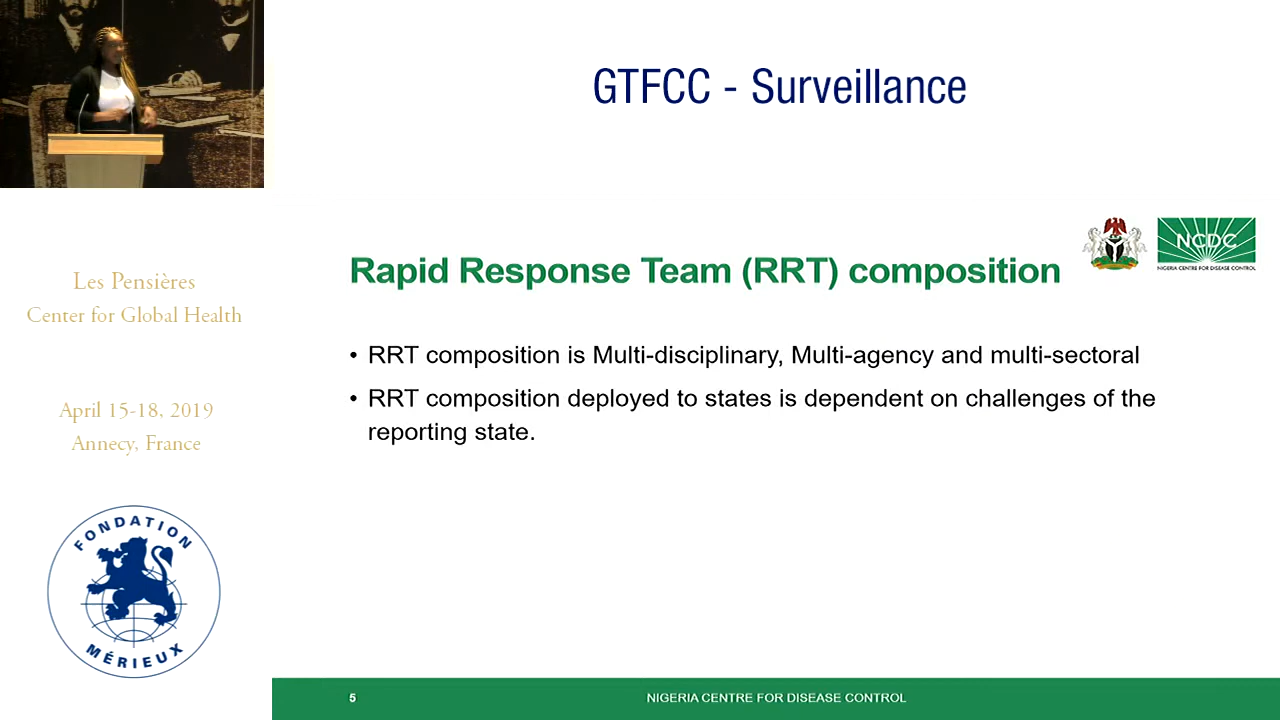 GTFCC - Surveillance
Les Pensières
Center for Global Health
April 15-18, 2019
Annecy, France
FONDATION
MÉRIEUX
NCDC
NIGERIA CENTRE FOR DISEASE CONTROL
Rapid Response Team (RRT) composition
• RRT composition is Multi-disciplinary, Multi-agency and multi-sectoral
• RRT composition deployed to states is dependent on challenges of the
reporting state.
5
NIGERIA CENTRE FOR DISEASE CONTROL